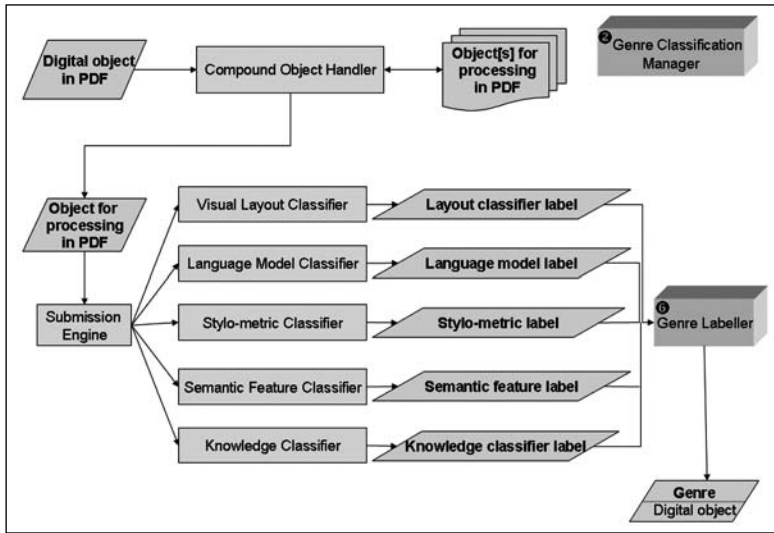 Digital object
in PDF
Compound Object Handler
Object[s] for
processing
in PDF
❷
Genre Classification
Manager
Object for
processing
in PDF
Submission
Engine
Visual Layout Classifier
Layout classifier label
Language Model Classifier
Language model label
Stylo-metric Classifier
Stylo-metric label
Semantic Feature Classifier
Semantic feature label
Knowledge Classifier
Knowledge classifier label
❻
Genre Labeller
Genre
Digital object